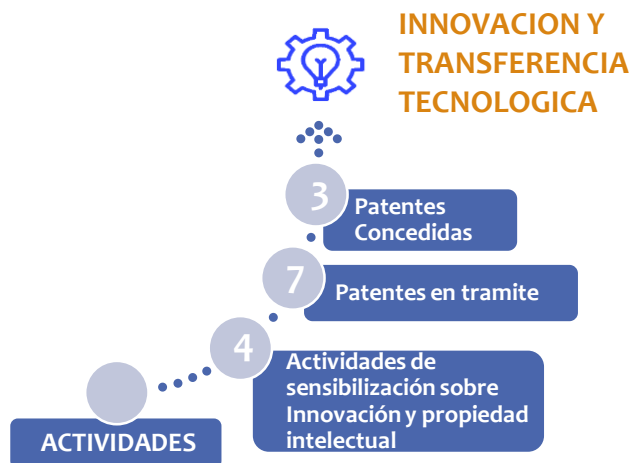 INNOVACION Y
TRANSFERENCIA
TECNOLOGICA
3
Patentes
Concedidas
7
Patentes en tramite
4
Actividades de
sensibilización sobre
Innovación y propiedad
intelectual
ACTIVIDADES